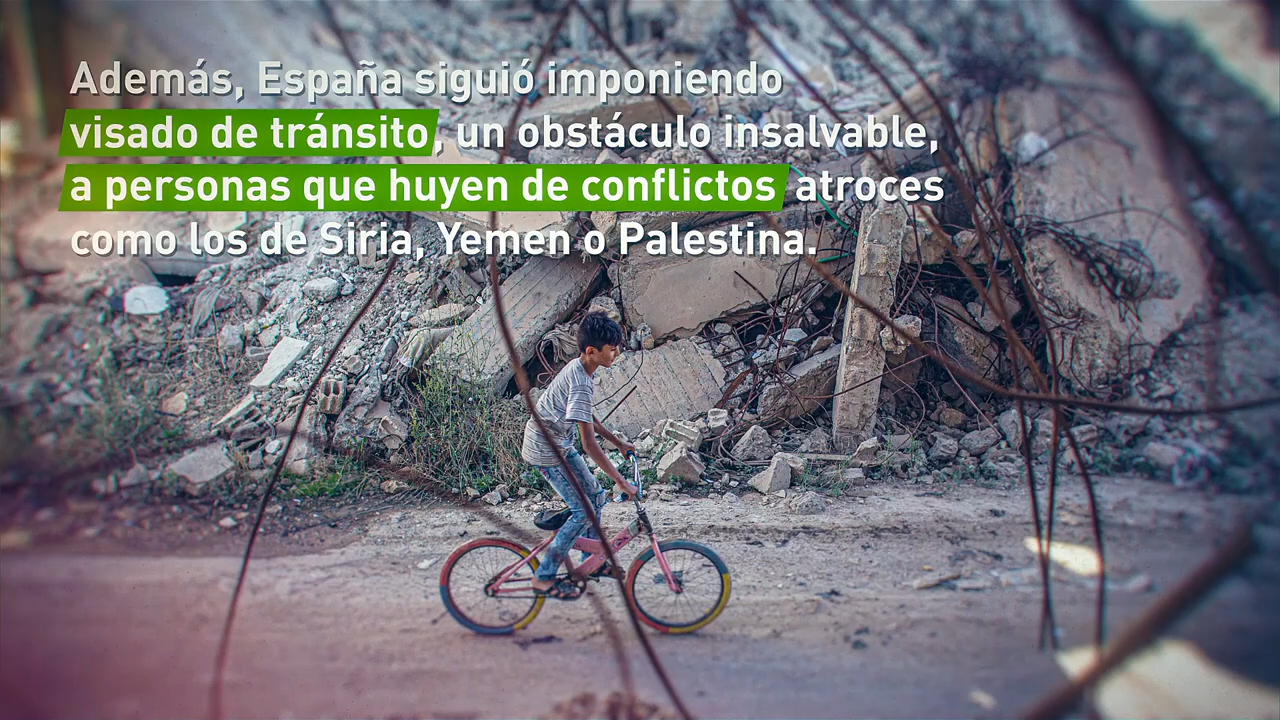 Además, España siguió imponiendo
visado de tránsito, un obstáculo insalvable,
a personas que huyen de conflictos atroces
como los de Siria, Yemen o Palestina.